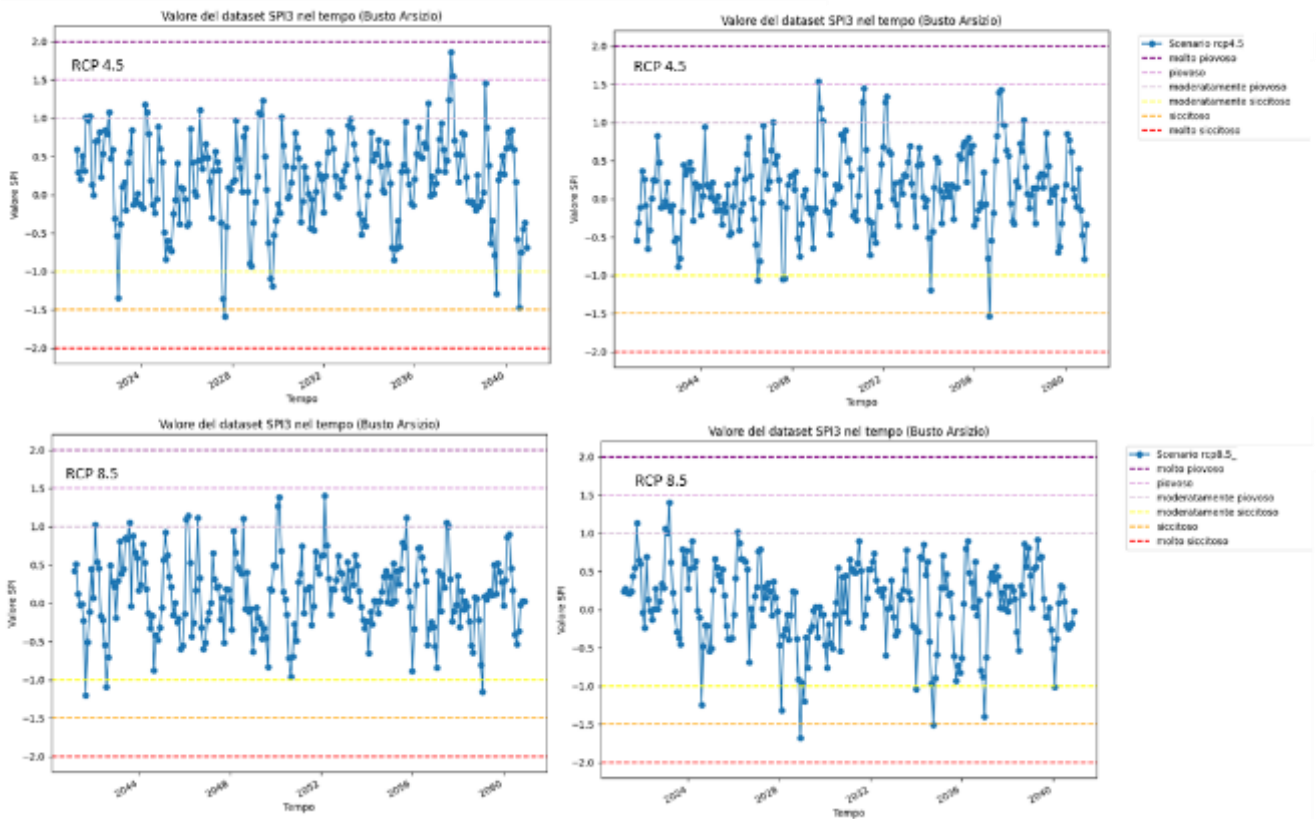 Valore del dataset SPI3 nel tempo (Busto Arsizio)
RCP 4.5
Valore SPI
2.0
1.5
1.0
0.5
0.0
−0.5
−1.0
−1.5
−2.0
2024
2028
2032
2036
2040
Tempo
Valore del dataset SPI3 nel tempo (Busto Arsizio)
RCP 4.5
Valore SPI
2.0
1.5
1.0
0.5
0.0
−0.5
−1.0
−1.5
−2.0
2044
2048
2052
2056
2060
Tempo
Scenario rcp4.5
molto piovoso
piovoso
moderatamente piovoso
moderatamente siccitoso
siccitoso
molto siccitoso
Valore del dataset SPI3 nel tempo (Busto Arsizio)
RCP 8.5
Valore SPI
2.0
1.5
1.0
0.5
0.0
−0.5
−1.0
−1.5
−2.0
2044
2048
2052
2056
2060
Tempo
Valore del dataset SPI3 nel tempo (Busto Arsizio)
RCP 8.5
Valore SPI
2.0
1.5
1.0
0.5
0.0
−0.5
−1.0
−1.5
−2.0
2024
2028
2032
2036
2040
Tempo
Scenario rcp8.5_
molto piovoso
piovoso
moderatamente piovoso
moderatamente siccitoso
siccitoso
molto siccitoso